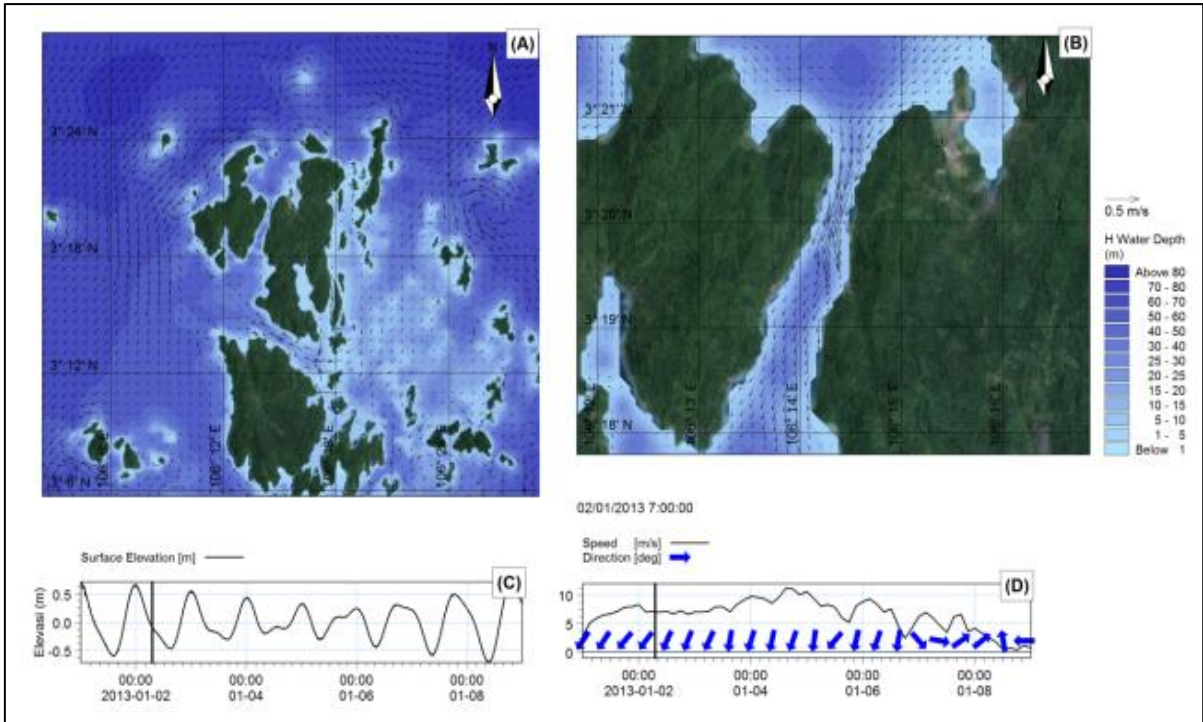 (A)
N
3° 24' N
3° 18' N
3° 12' N
3° 6' N
106° 12' E
(B)
3° 21' N
3° 20' N
3° 19' N
3° 18' N
106° 13' E
106° 14' E
106° 15' E
0.5 m/s
H Water Depth
(m)
Above 80
70 - 80
60 - 70
50 - 60
40 - 50
30 - 40
25 - 30
20 - 25
15 - 20
10 - 15
5 - 10
1 - 5
Below 1
02/01/2013 7:00:00
Surface Elevation [m]
(C)
Elevasi (m)
0.5
0.0
-0.5
00:00 00:00 00:00 00:00
2013-01-02 01-04 01-06 01-08
Speed [m/s]
Direction [deg]
(D)
10
5
0
00:00 00:00 00:00 00:00
2013-01-02 01-04 01-06 01-08